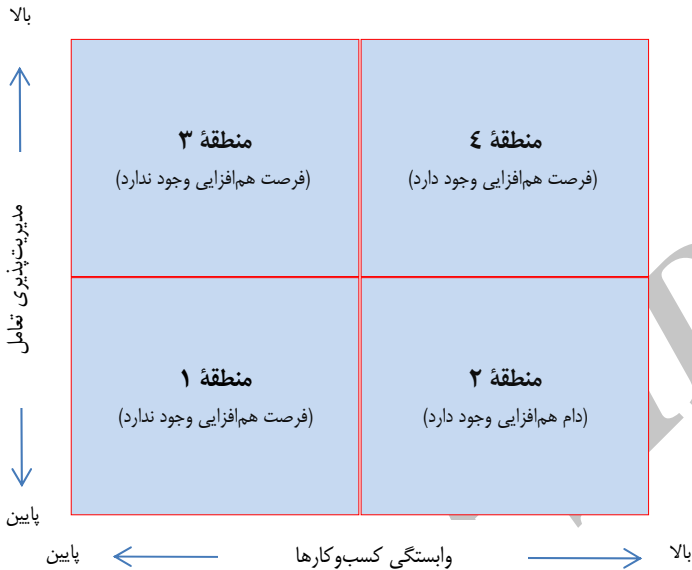 بالا
منطقهٔ ۳
(فرصت هم‌افزایی وجود ندارد)
منطقهٔ ٤
(فرصت هم‌افزایی وجود دارد)
مدیریت‌پذیری تعامل
منطقهٔ ۱
(فرصت هم‌افزایی وجود ندارد)
منطقهٔ ۲
(دام هم‌افزایی وجود دارد)
پایین
پایین
وابستگی کسب‌وکارها
بالا